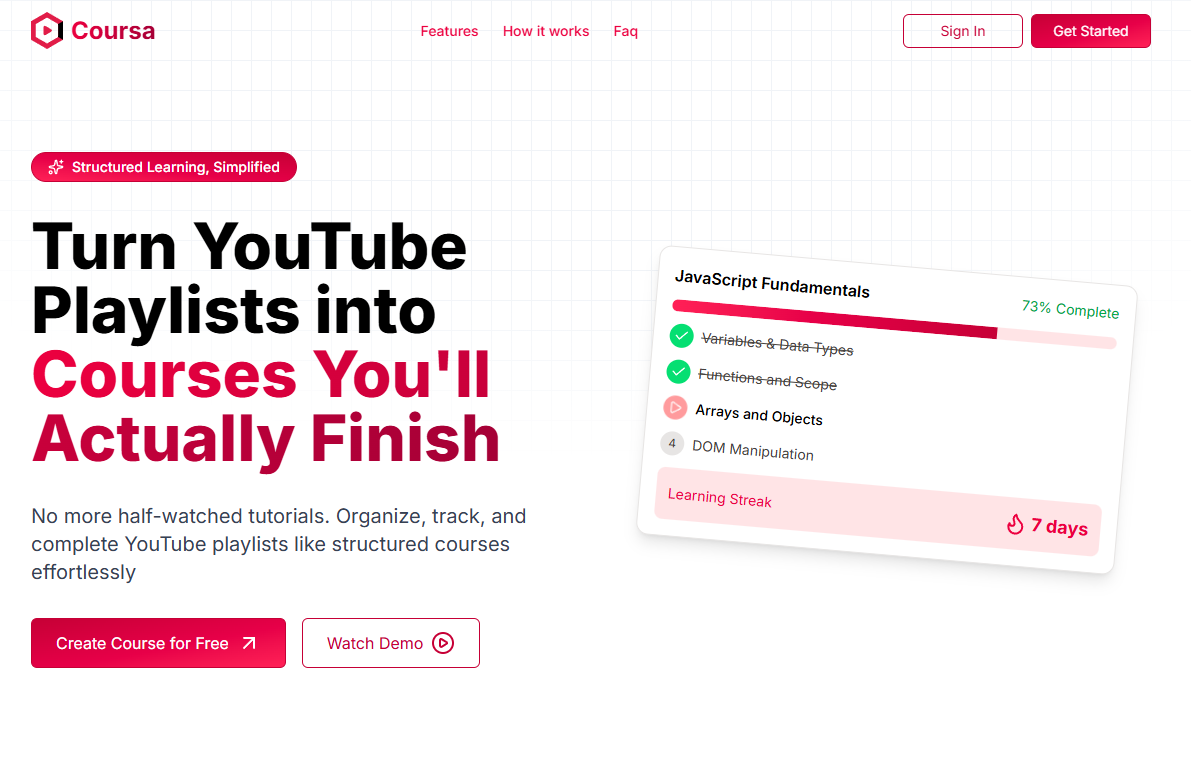 Coursa
Features
How it works
Faq
Sign In
Get Started
Structured Learning, Simplified
Turn YouTube
Playlists into
Courses You'll
Actually Finish
No more half-watched tutorials. Organize, track, and
complete YouTube playlists like structured courses
effortlessly
Create Course for Free
Watch Demo
JavaScript Fundamentals
73% Complete
Variables & Data Types
Functions and Scope
Arrays and Objects
4 DOM Manipulation
Learning Streak
7 days